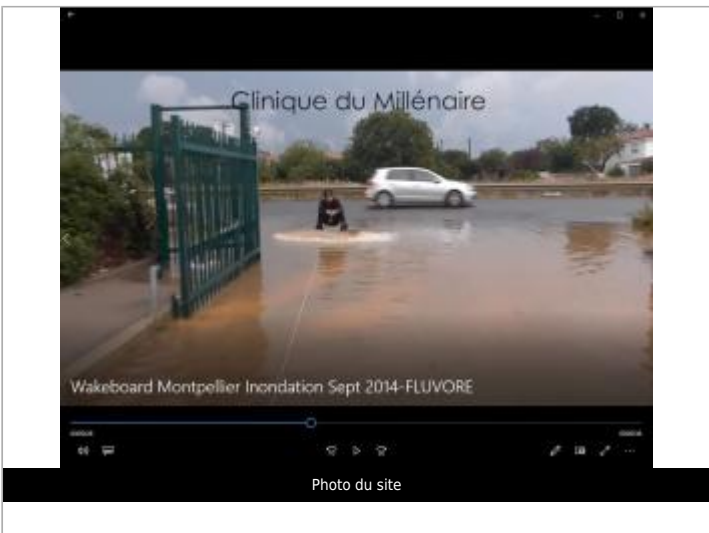 Clinique du Millénaire
Wakeboard Montpellier Inondation Sept 2014-FLUVORE
Photo du site